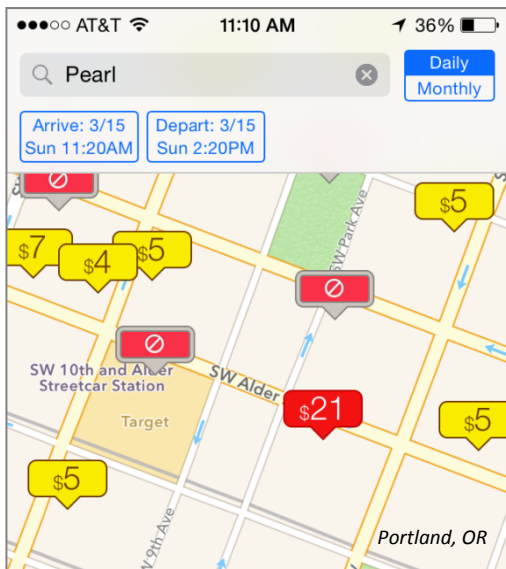 AT&T 11:10 AM 36%
Pearl
Daily
Monthly
Arrive: 3/15
Sun 11:20AM
Depart: 3/15
Sun 2:20PM
$5
SW Park Ave
$7
$4
$5
SW 10th and Alder
Streetcar Station
SW Alder
$21
Target
$5
$5
9th Ave
Portland, OR